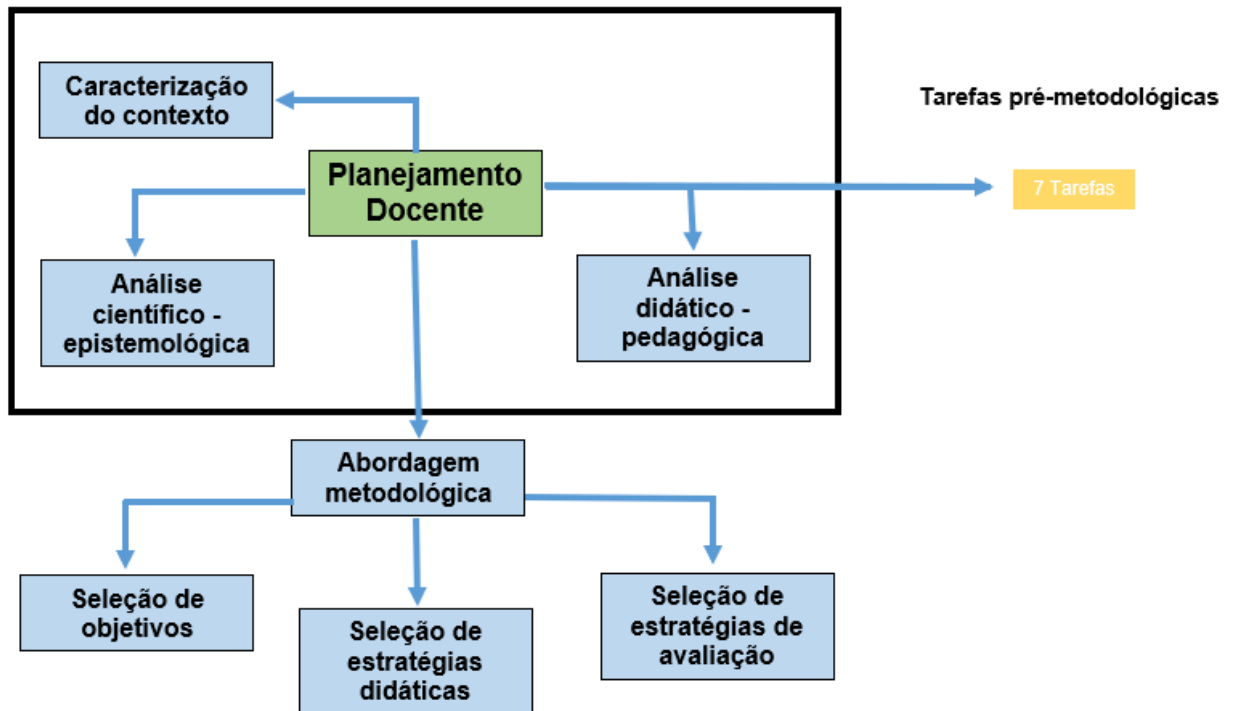 Caracterização
do contexto
Tarefas pré-metodológicas
Planejamento
Docente
7 Tarefas
Análise
científico -
epistemológica
Análise
didático -
pedagógica
Abordagem
metodológica
Seleção de
objetivos
Seleção de
estratégias
didáticas
Seleção de
estratégias de
avaliação